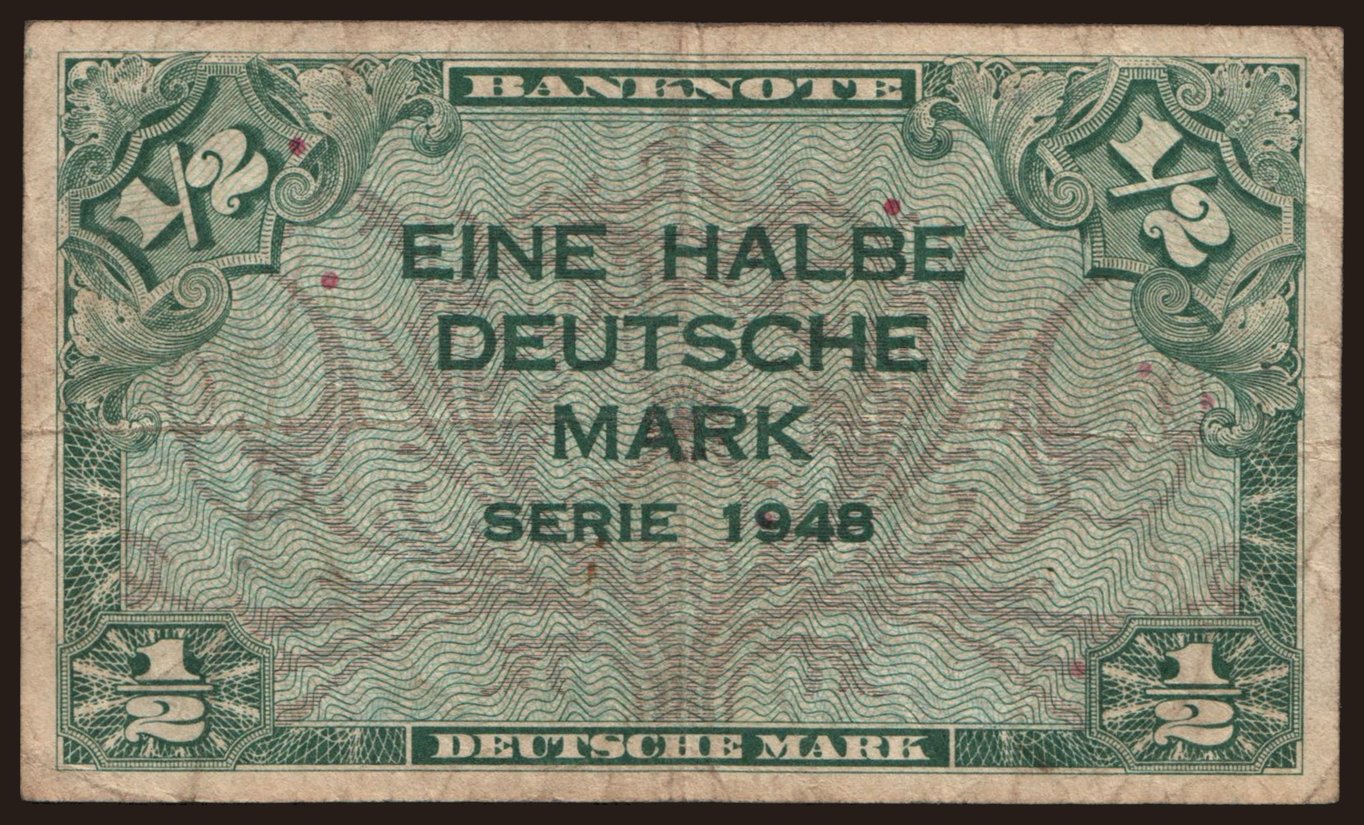 BANKNOTE
1/2
1/2
EINE HALBE
DEUTSCHE
MARK
SERIE 1948
1/2
1/2
DEUTSCHE MARK